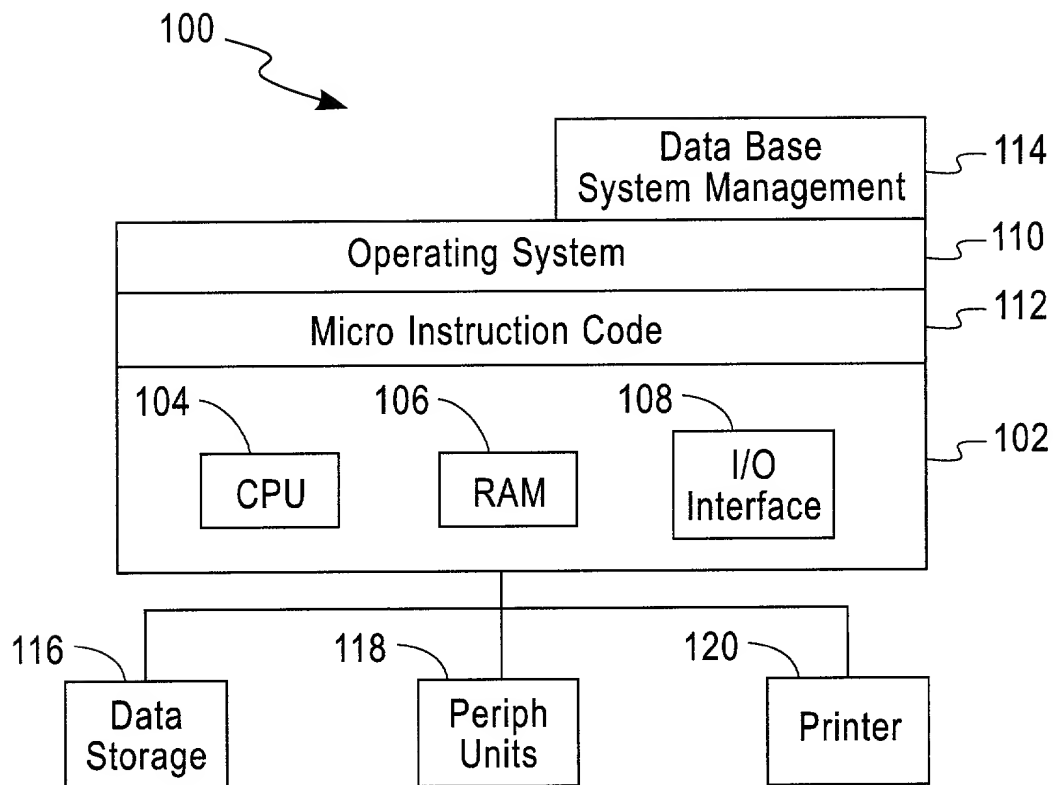 100
Data Base
System Management
114
Operating System
110
Micro Instruction Code
112
104
106
108
102
CPU
RAM
I/O
Interface
116
118
120
Data
Storage
Periph
Units
Printer